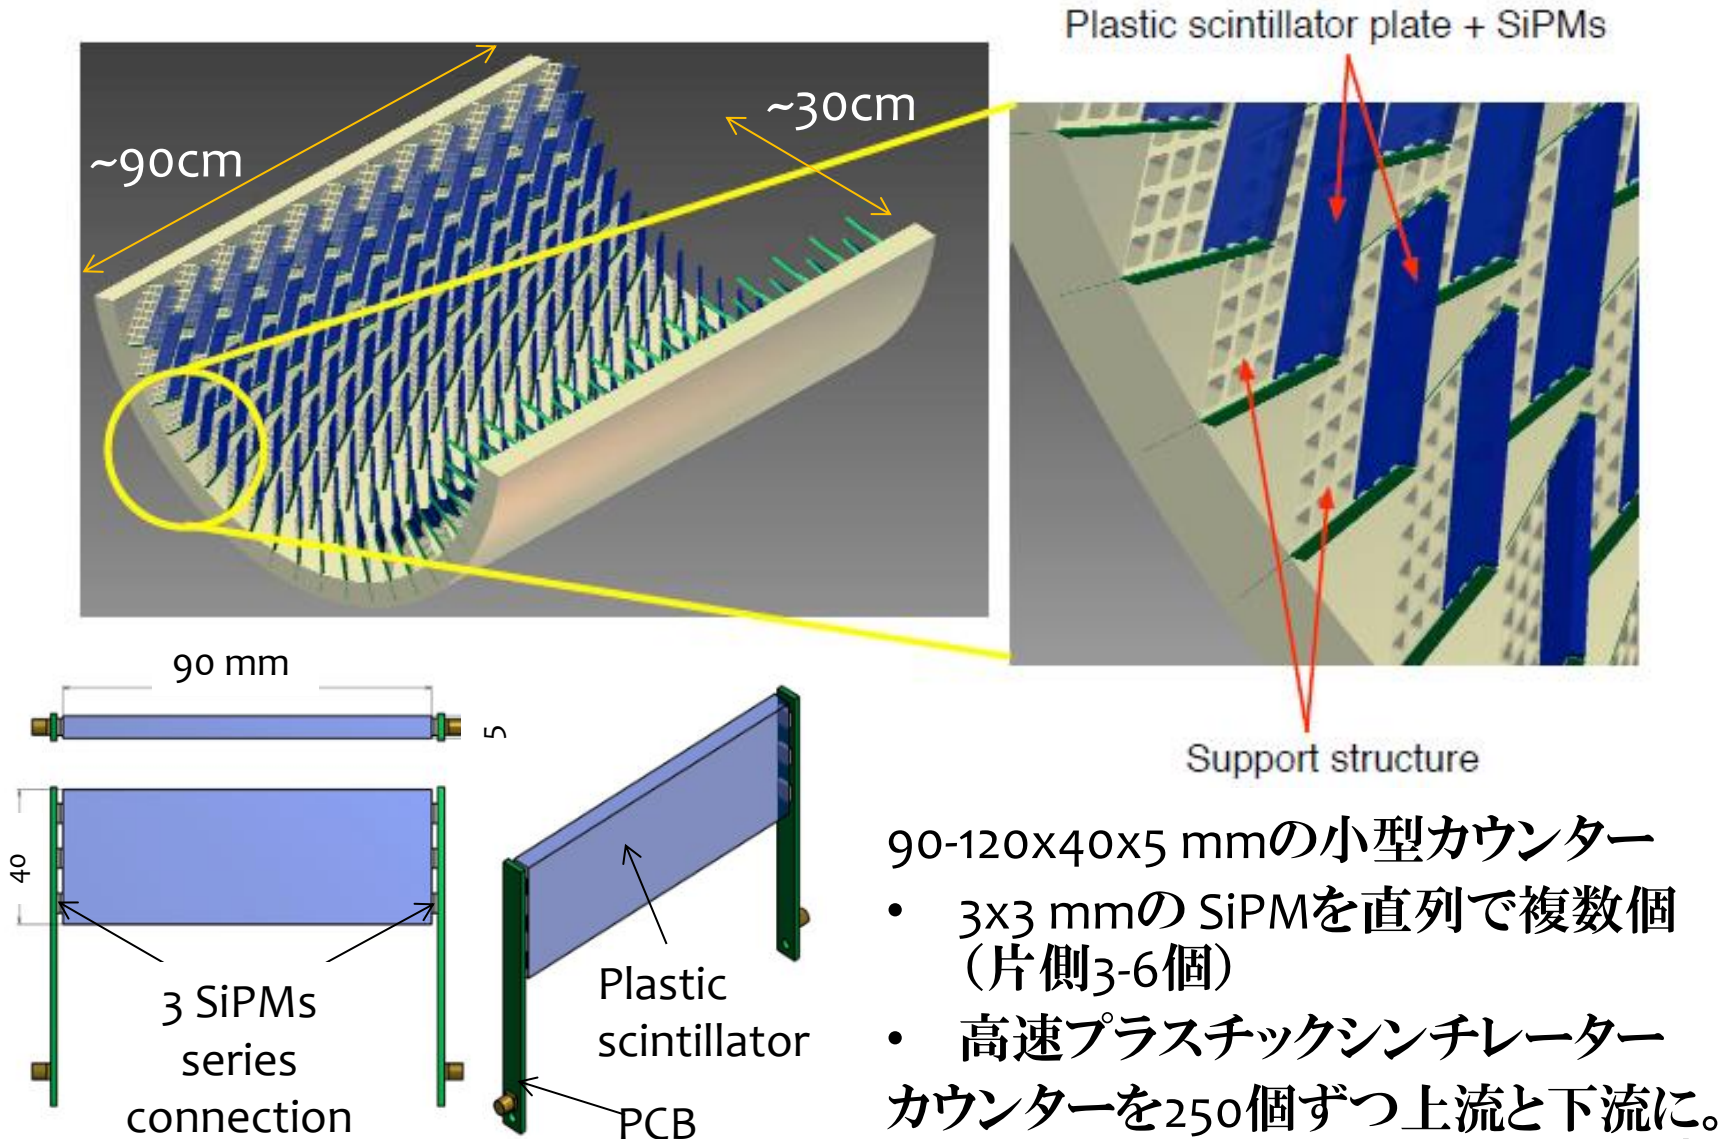 Plastic scintillator plate + SiPMs
~90cm
~30cm
Support structure
90 mm
5
40
3 SiPMs
series
connection
Plastic
scintillator
PCB
90-120x40x5 mmの小型カウンター
• 3x3 mmの SiPMを直列で複数個
（片側3-6個）
• 高速プラスチックシンチレーター
カウンターを250個ずつ上流と下流に。